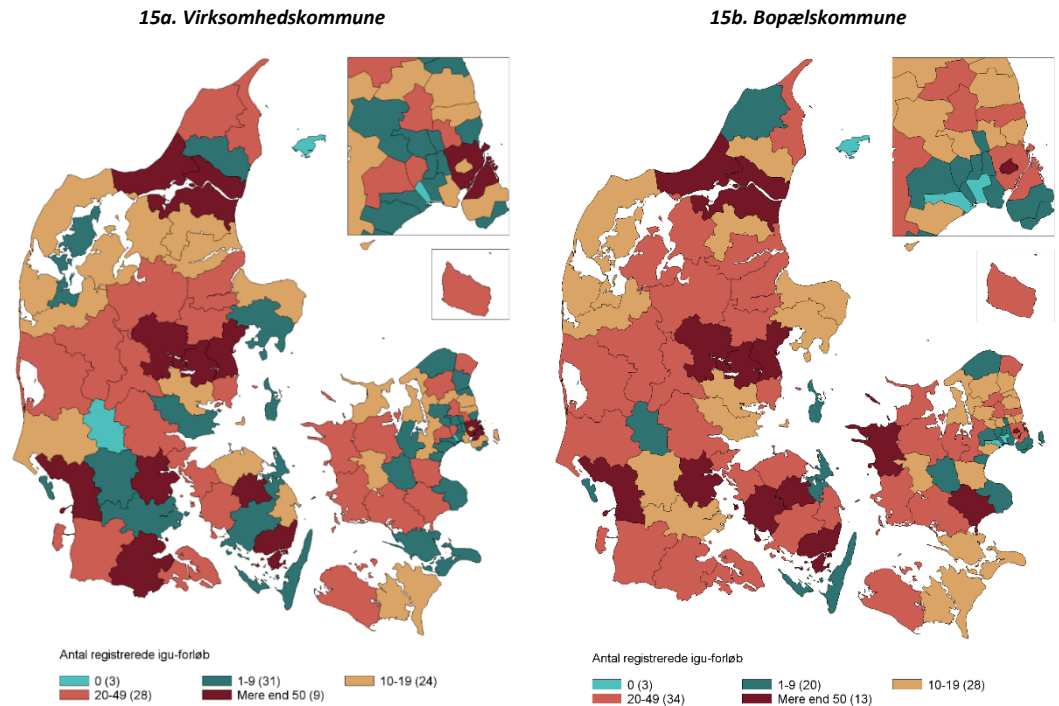 15a. Virksomhedskommune
15b. Bopælskommune
Antal registrerede igu-forløb
0 (3)
1-9 (31)
10-19 (24)
20-49 (28)
Mere end 50 (9)
Antal registrerede igu-forløb
0 (3)
1-9 (20)
10-19 (28)
20-49 (34)
Mere end 50 (13)